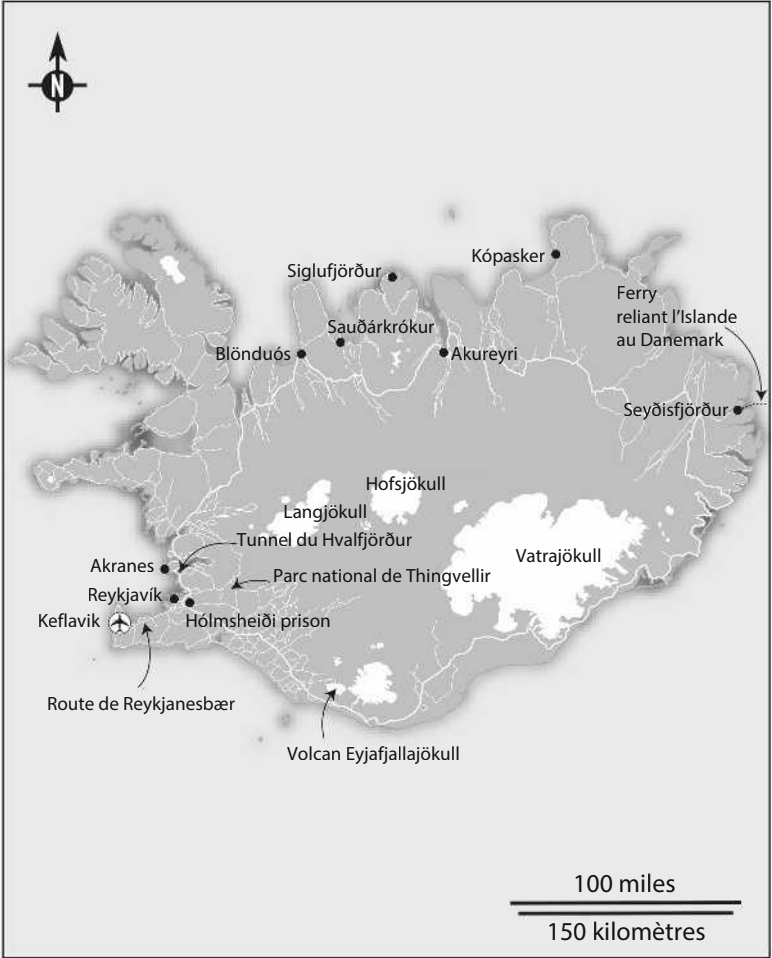 N
Kópasker
Siglufjörður
Ferry
reliant l'Islande
au Danemark
Sauðárkrókur
Blönduós
Akureyri
Seyðisfjörður
Hofsjökull
Langjökull
Tunnel du Hvalfjörður
Vatrajökull
Akranes
Parc national de Thingvellir
Reykjavík
Keflavik
Hólmsheiði prison
Route de Reykjanesbær
Volcan Eyjafjallajökull
100 miles
150 kilomètres